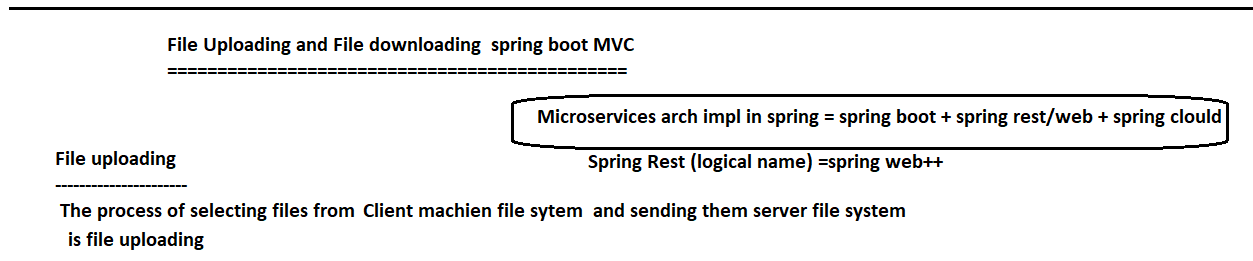 File Uploading and File downloading  spring boot MVC
==============================================
Microservices arch impl in spring = spring boot + spring rest/web + spring clould
File uploading
Spring Rest (logical name) =spring web++
----------------------
The process of selecting files from  Client machien file sytem  and sending them server file system
is file uploading